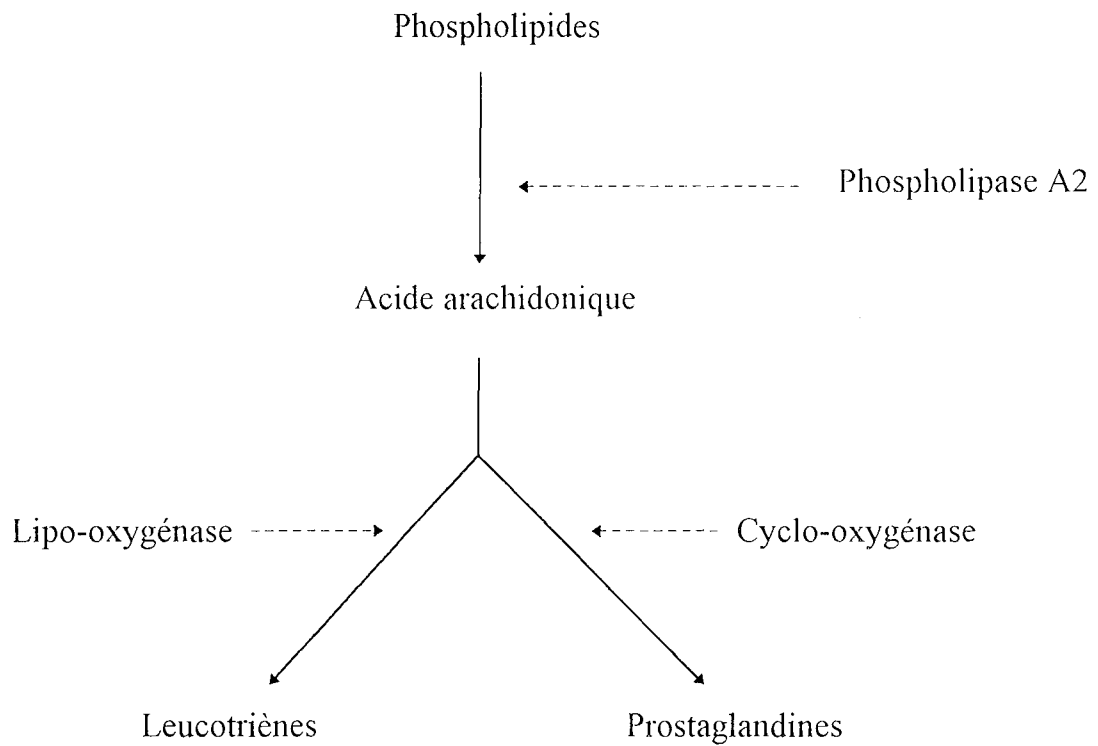 Phospholipides
Phospholipase A2
Acide arachidonique
Lipo-oxygénase
Cyclo-oxygénase
Leucotriènes
Prostaglandines